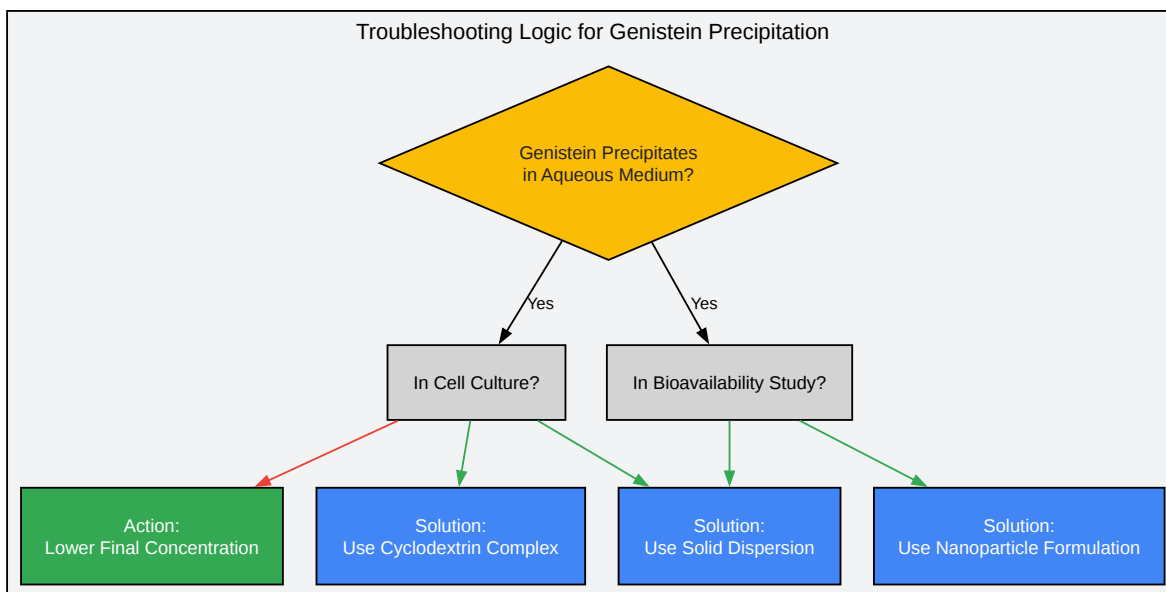 Troubleshooting Logic for Genistein Precipitation
Genistein Precipitates
in Aqueous Medium?
Yes
Yes
In Cell Culture?
In Bioavailability Study?
Action:
Lower Final Concentration
Solution:
Use Cyclodextrin Complex
Solution:
Use Solid Dispersion
Solution:
Use Nanoparticle Formulation